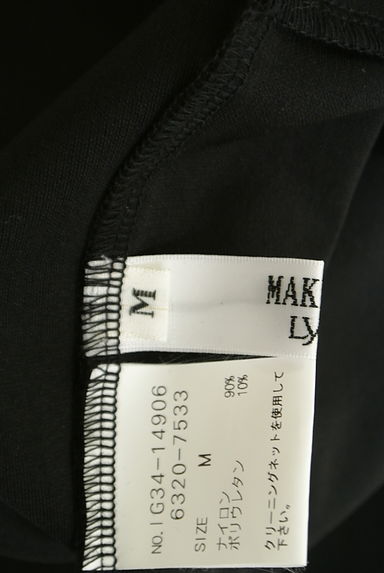 M
MAK
Ly
NO. IG34-14906
6320-7533
SIZE M
ナイロン 90%
ポリウレタン 10%
クリーニングネットを使用して
下さい。